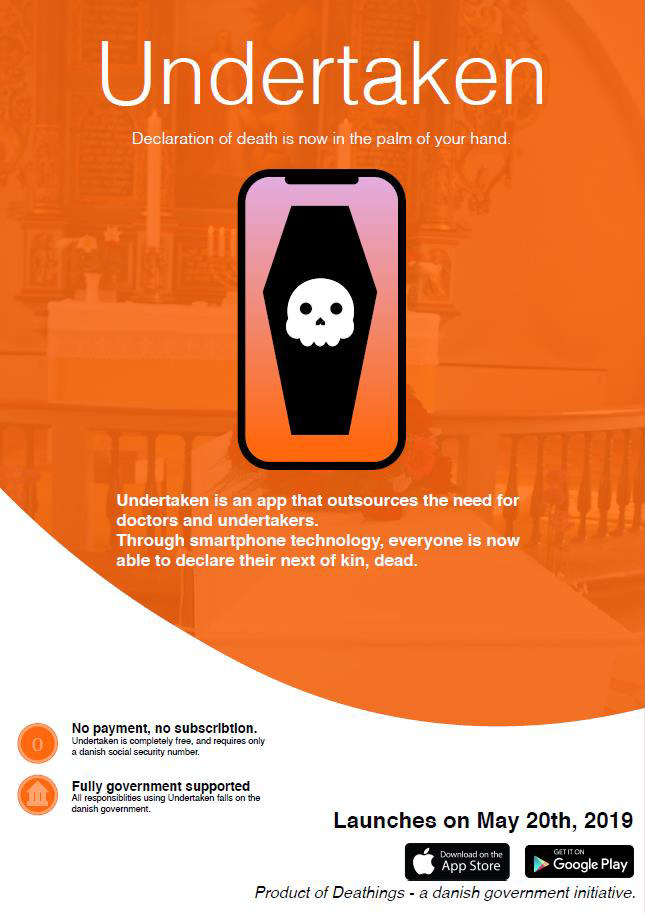 Undertaken
Declaration of death is now in the palm of your hand.
Undertaken is an app that outsources the need for
doctors and undertakers.
Through smartphone technology, everyone is now
able to declare their next of kin, dead.
0
No payment, no subscribtion.
Undertaken is completely free, and requires only
a danish social security number.
Fully government supported
All responsiblities using Undertaken falls on the
danish government.
Launches on May 20th, 2019
Download on the
App Store
GET IT ON
Google Play
Product of Deathings - a danish government initiative.